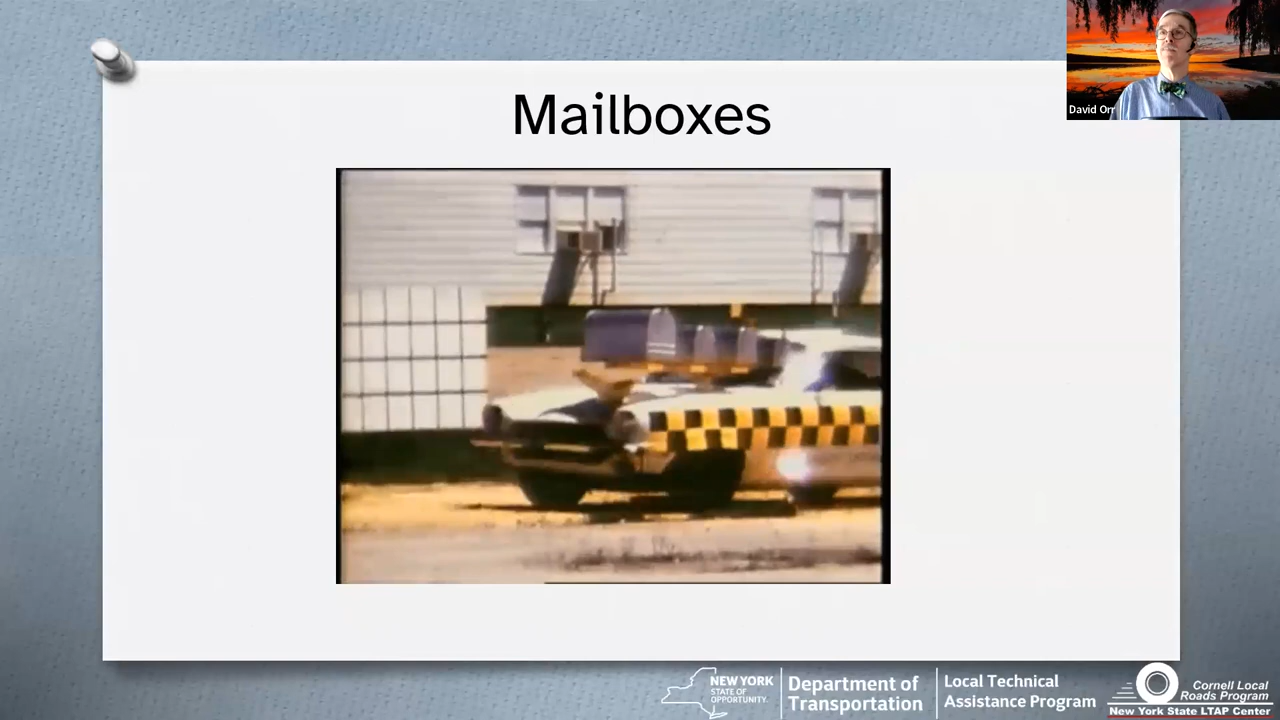 Mailboxes
David Orr
NEW YORK
STATE OF
OPPORTUNITY.
Department of
Transportation
Local Technical
Assistance Program
Cornell Local
Roads Program
New York State LTAP Center